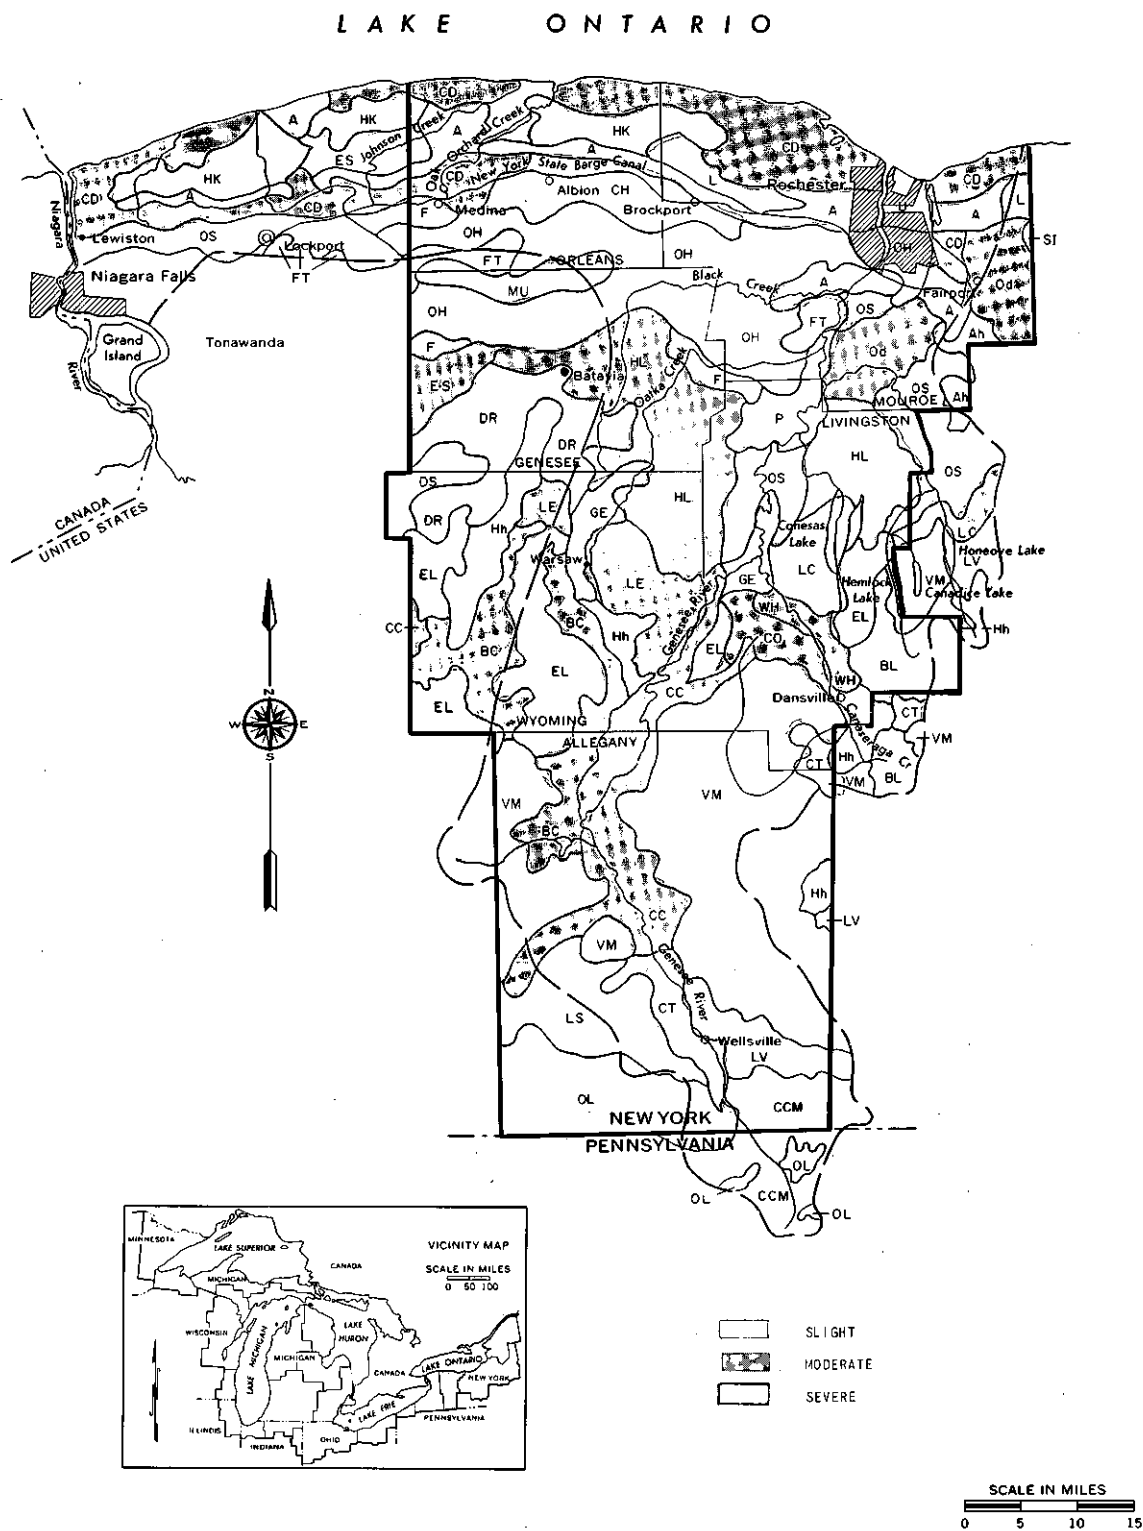 LAKE ONTARIO
CD
A
HK
CD
HK
Johnson Creek
A
Oak Orchard Creek
ES
A
New York State Barge Canal
CD
CD
Rochester
L
CD
L
HK
A
CD
CD
Albion
CH
Brockport
A
U
A
Niagara
Lewiston
OS
F
Medina
OH
OH
CD
SI
Lockport
FT
FT
ORLEANS
OH
Black Creek
A
Niagara Falls
MU
Fairport
Od
OH
FT
OS
A
Ah
Grand Island
Tonawanda
OH
Od
River
F
HL
ES
Batavia
Oatka Creek
F
OS
MOUROE
Ah
DR
P
LIVINGSTON
DR
GENESEE
HL
OS
OS
OS
HL
CANADA
UNITED STATES
DR
Hh
LE
GE
Conesas Lake
LC
Honeoye Lake
LV
EL
Warsaw
LE
GE
LC
Hemlock Lake
VM
Canadice Lake
CC
BC
BC
Hh
Genesee River
WH
EL
CO
EL
Hh
BL
EL
CC
WH
EL
Dansville
CT
WYOMING
ALLEGANY
Canaseraga Cr
VM
CT
Hh
VM
BL
VM
VM
BC
Hh
CC
LV
VM
Genesee River
CT
LS
Wellsville
LV
OL
CCM
NEW YORK
PENNSYLVANIA
OL
OL
CCM
OL
N
W
E
S
VICINITY MAP
SCALE IN MILES
0 50 100
MINNESOTA
LAKE SUPERIOR
CANADA
MICHIGAN
WISCONSIN
LAKE MICHIGAN
LAKE HURON
MICHIGAN
CANADA
LAKE ONTARIO
NEW YORK
LAKE ERIE
PENNSYLVANIA
ILLINOIS
INDIANA
OHIO
SLIGHT
MODERATE
SEVERE
SCALE IN MILES
0 5 10 15